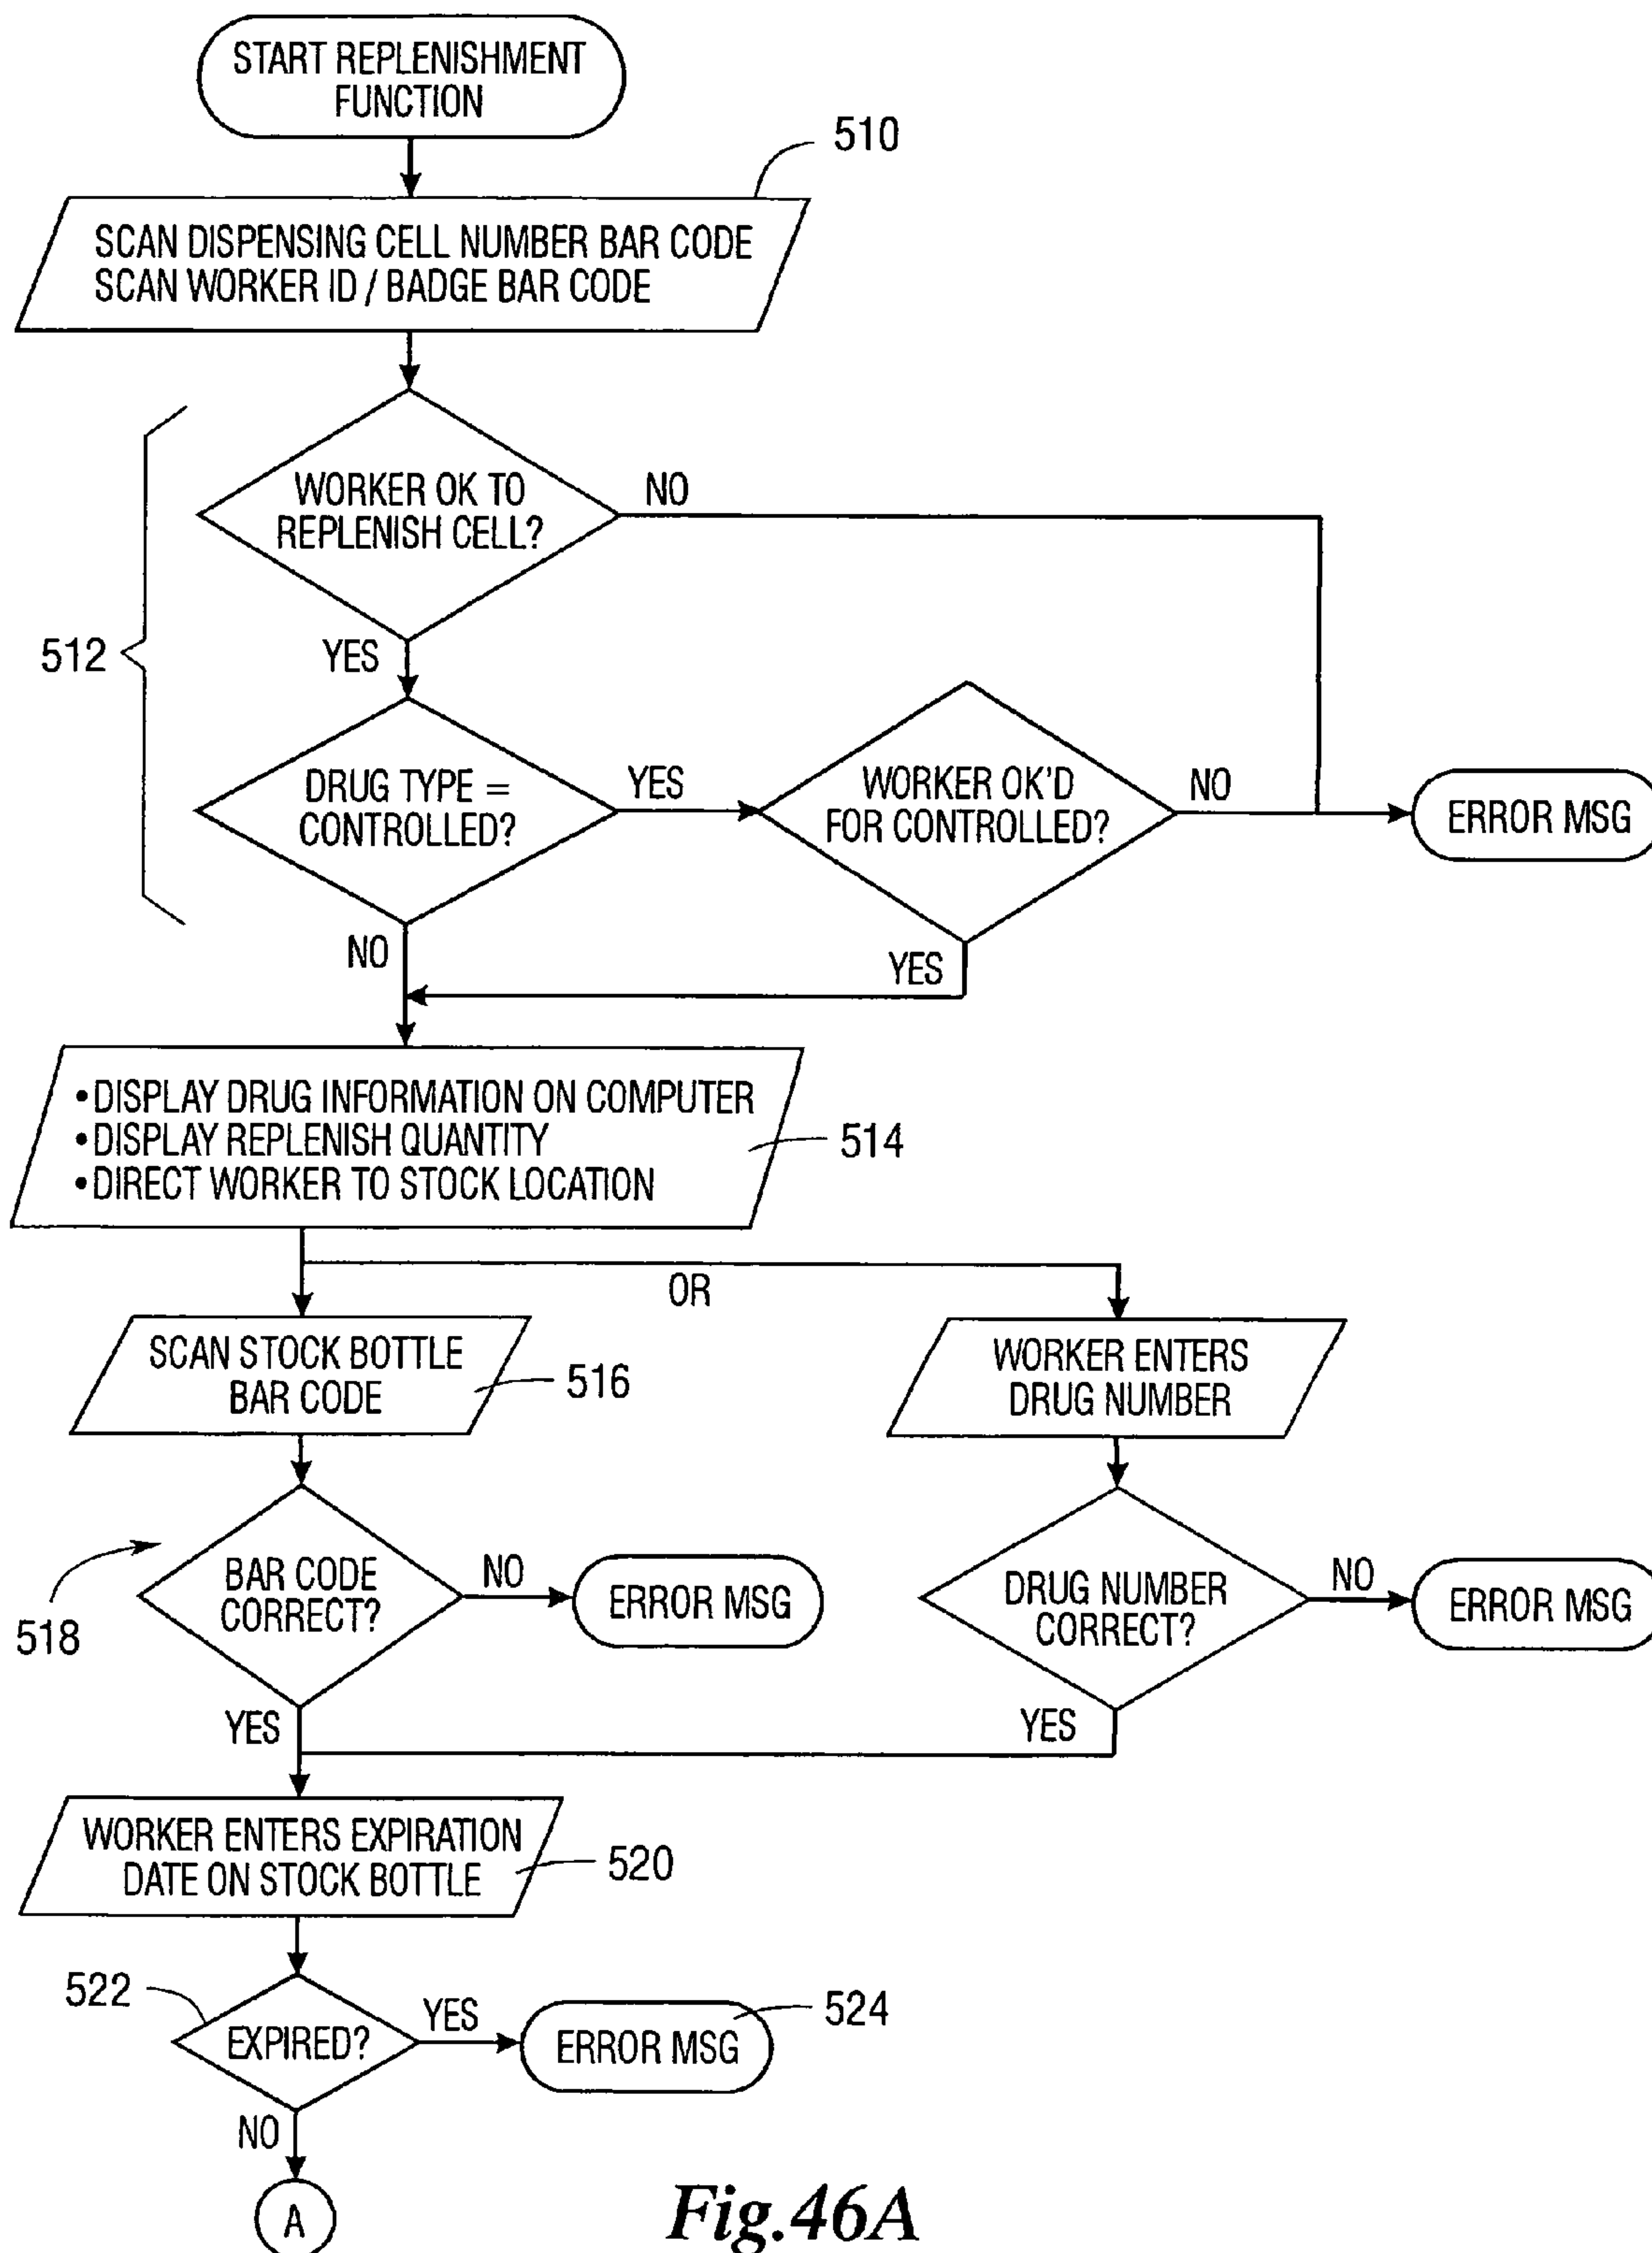 START REPLENISHMENT
FUNCTION
510
SCAN DISPENSING CELL NUMBER BAR CODE
SCAN WORKER ID / BADGE BAR CODE
WORKER OK TO
REPLENISH CELL?
NO
512
YES
DRUG TYPE =
CONTROLLED?
YES
WORKER OK'D
FOR CONTROLLED?
NO
ERROR MSG
NO
YES
•DISPLAY DRUG INFORMATION ON COMPUTER
•DISPLAY REPLENISH QUANTITY
•DIRECT WORKER TO STOCK LOCATION
514
OR
SCAN STOCK BOTTLE
BAR CODE
516
WORKER ENTERS
DRUG NUMBER
518
BAR CODE
CORRECT?
NO
ERROR MSG
DRUG NUMBER
CORRECT?
NO
ERROR MSG
YES
YES
WORKER ENTERS EXPIRATION
DATE ON STOCK BOTTLE
520
522
EXPIRED?
YES
ERROR MSG
524
NO
A
Fig.46A